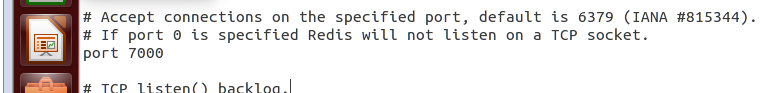 # Accept connections on the specified port, default is 6379 (IANA #815344).
# If port 0 is specified Redis will not listen on a TCP socket.
port 7000
# TCP listen() backlog.